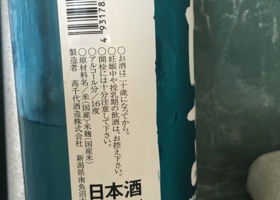 4 93178
○お酒は二十歳になってから。
○妊娠中や授乳期の飲酒は、お控え下さい。
○開栓には十分注意して下さい。
○アルコール分/16度
○原材料名/米(国産)米麹(国産米)
製造者 高千代酒造株式会社
新潟県南魚沼
日本酒